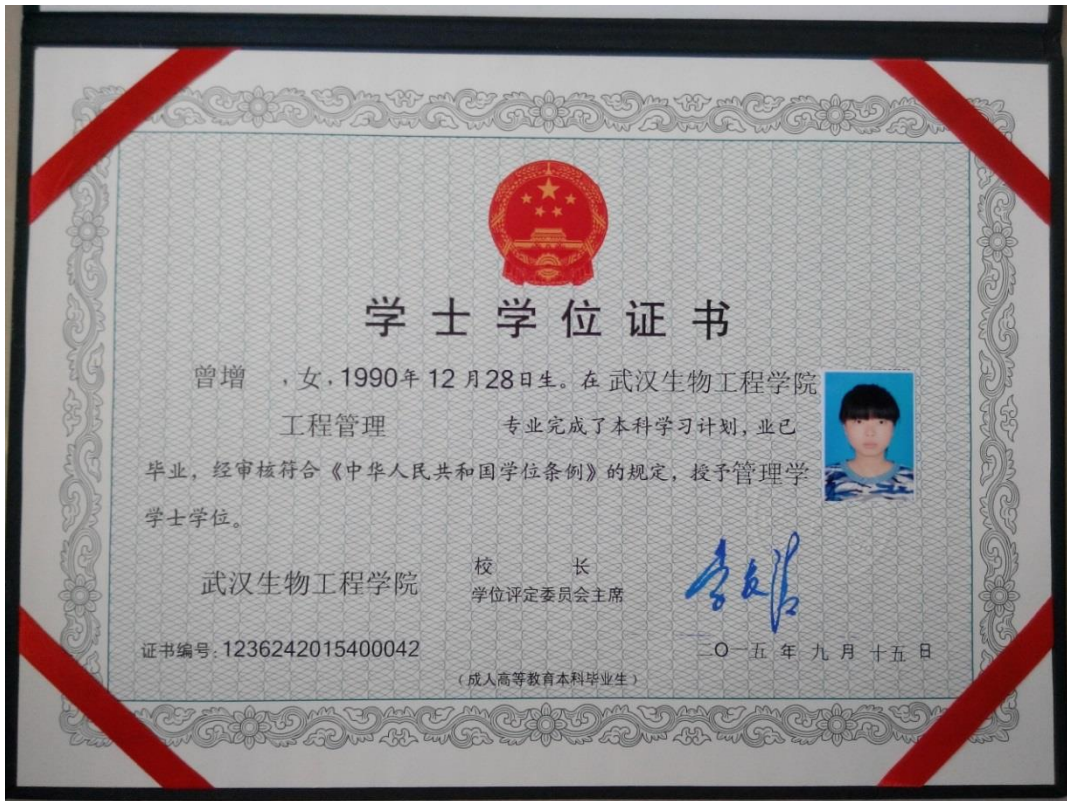 学士学位证书
曾增 ,女,1990年12月28日生。在武汉生物工程学院
工程管理 专业完成了本科学习计划,业已
毕业,经审核符合《中华人民共和国学位条例》的规定,授予管理学
学士学位。
武汉生物工程学院
校 长
学位评定委员会主席
证书编号:1236242015400042
二〇一五年九月十五日
(成人高等教育本科毕业生)